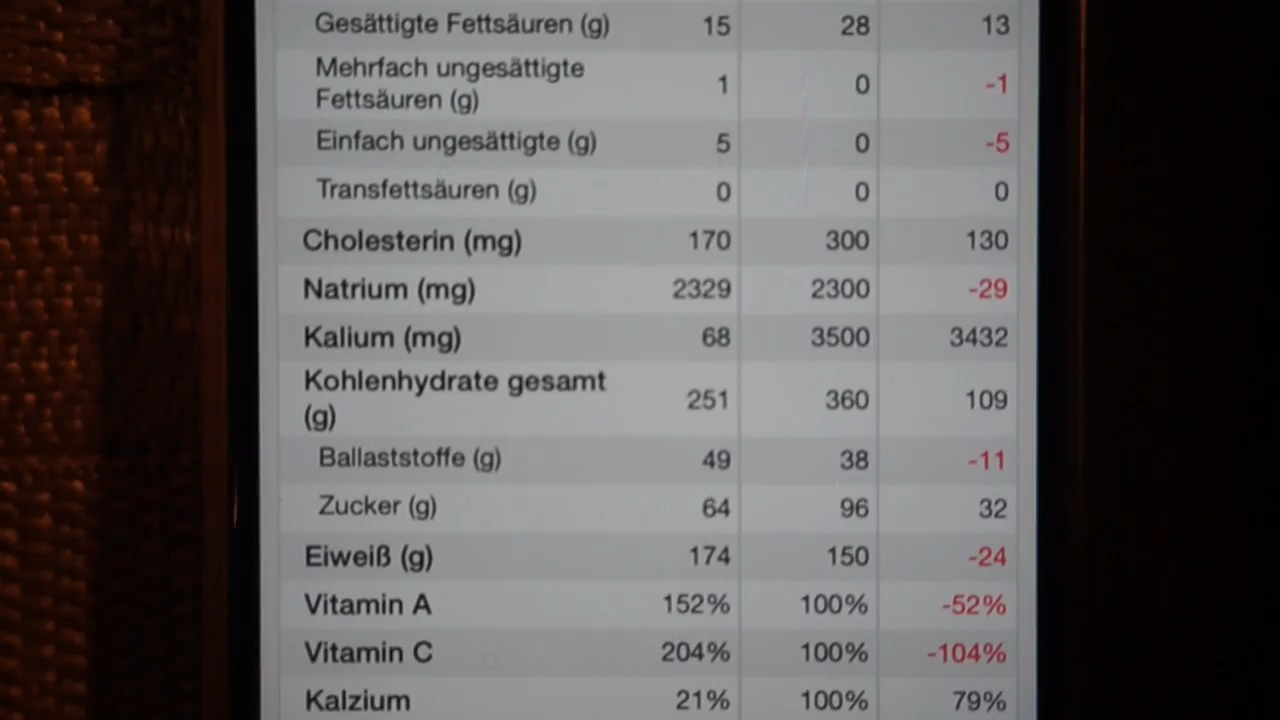 Gesättigte Fettsäuren (g) 15 28 13
Mehrfach ungesättigte
Fettsäuren (g) 1 0 -1
Einfach ungesättigte (g) 5 0 -5
Transfettsäuren (g) 0 0 0
Cholesterin (mg) 170 300 130
Natrium (mg) 2329 2300 -29
Kalium (mg) 68 3500 3432
Kohlenhydrate gesamt
(g) 251 360 109
Ballaststoffe (g) 49 38 -11
Zucker (g) 64 96 32
Eiweiß (g) 174 150 -24
Vitamin A 152% 100% -52%
Vitamin C 204% 100% -104%
Kalzium 21% 100% 79%